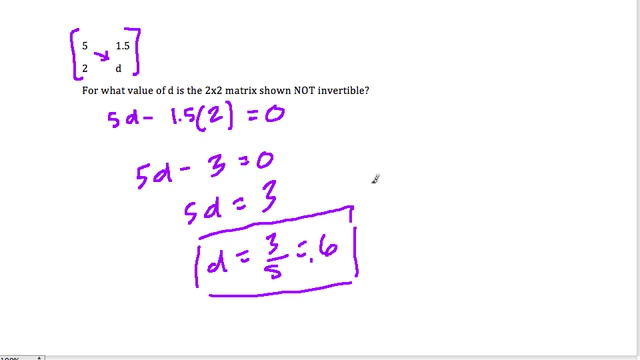 5 1.5
2 d
For what value of d is the 2x2 matrix shown NOT invertible?
5d - 1.5(2) = 0
5d - 3 = 0
5d = 3
d = 3/5 = .6
100%